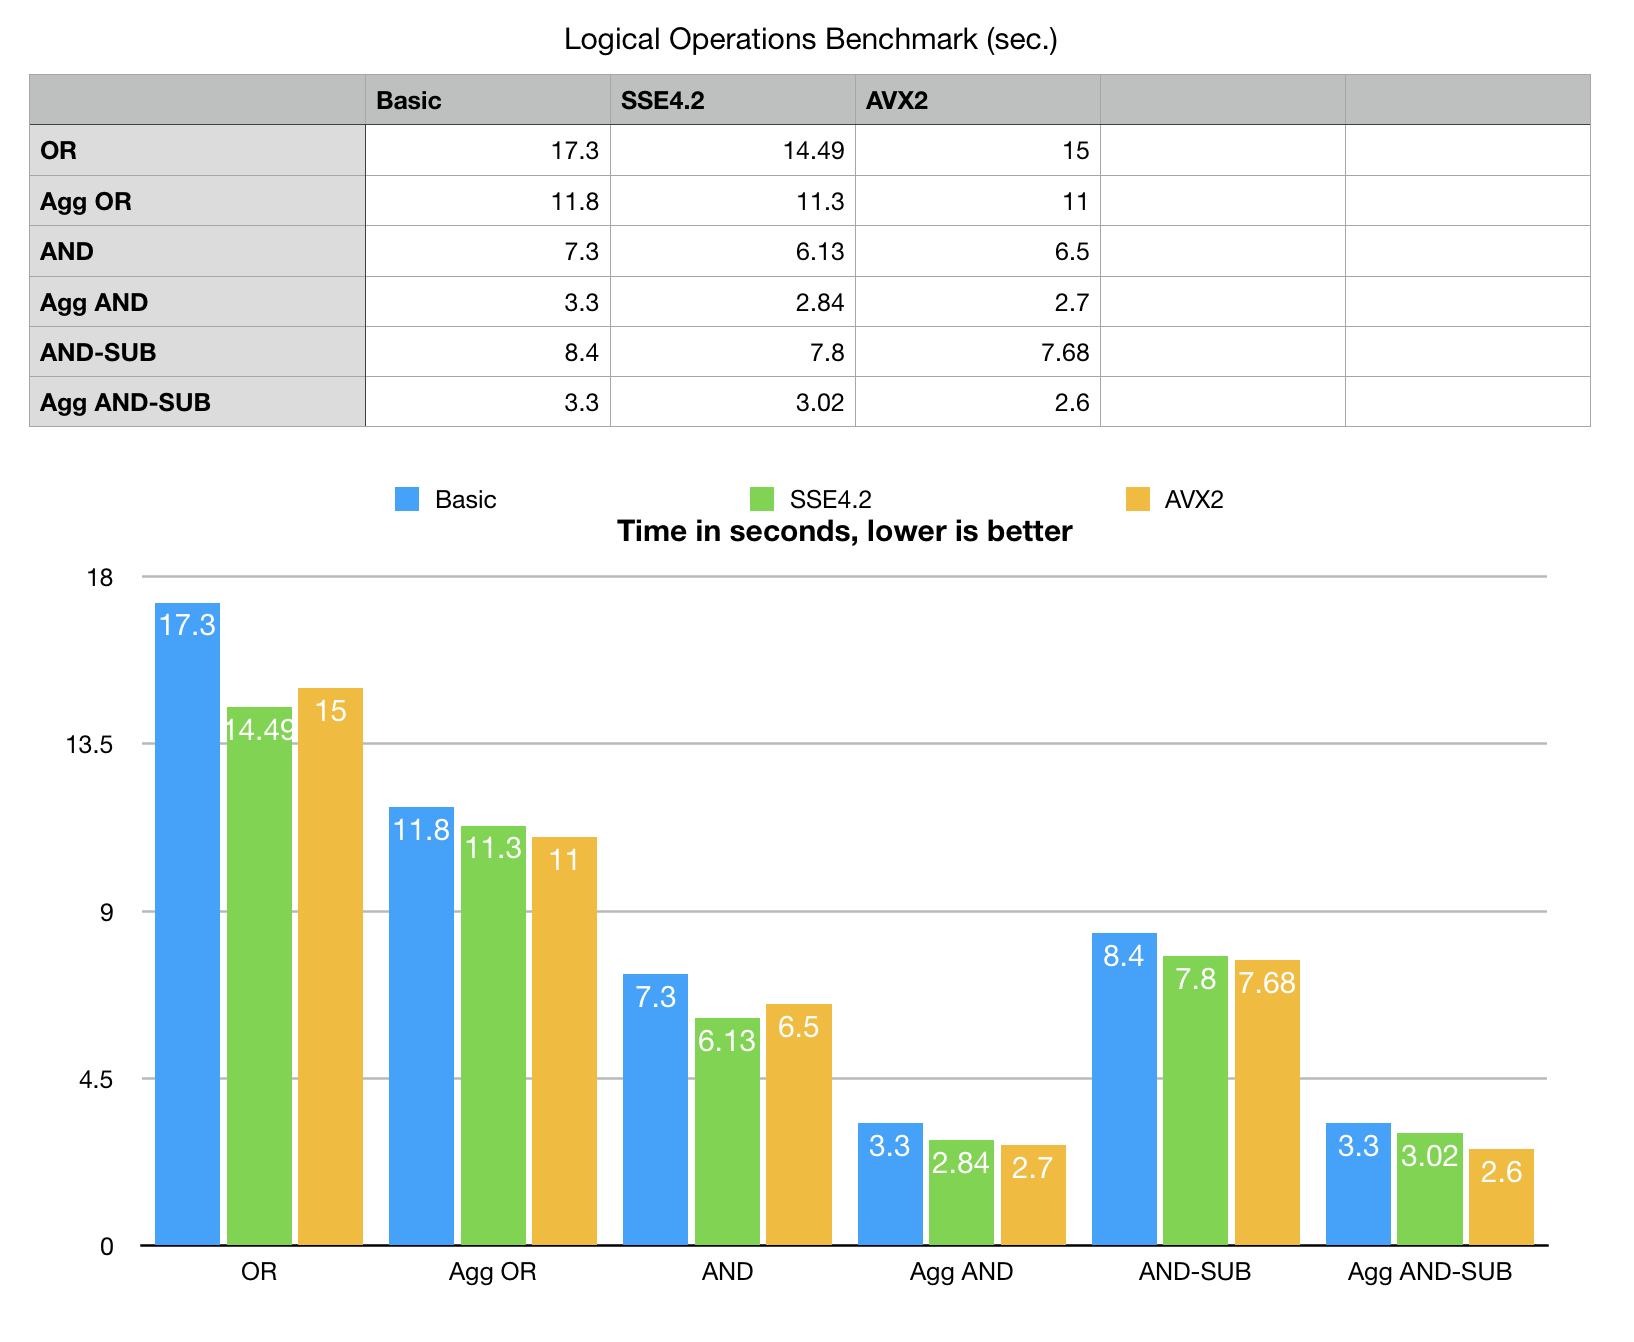 Logical Operations Benchmark (sec.)
Basic SSE4.2 AVX2
OR 17.3 14.49 15
Agg OR 11.8 11.3 11
AND 7.3 6.13 6.5
Agg AND 3.3 2.84 2.7
AND-SUB 8.4 7.8 7.68
Agg AND-SUB 3.3 3.02 2.6
Basic SSE4.2 AVX2
Time in seconds, lower is better
18
17.3
14.49
15
13.5
11.8
11.3
11
9
8.4
7.8
7.68
7.3
6.13
6.5
4.5
3.3
2.84
2.7
3.3
3.02
2.6
0
OR Agg OR AND Agg AND AND-SUB Agg AND-SUB